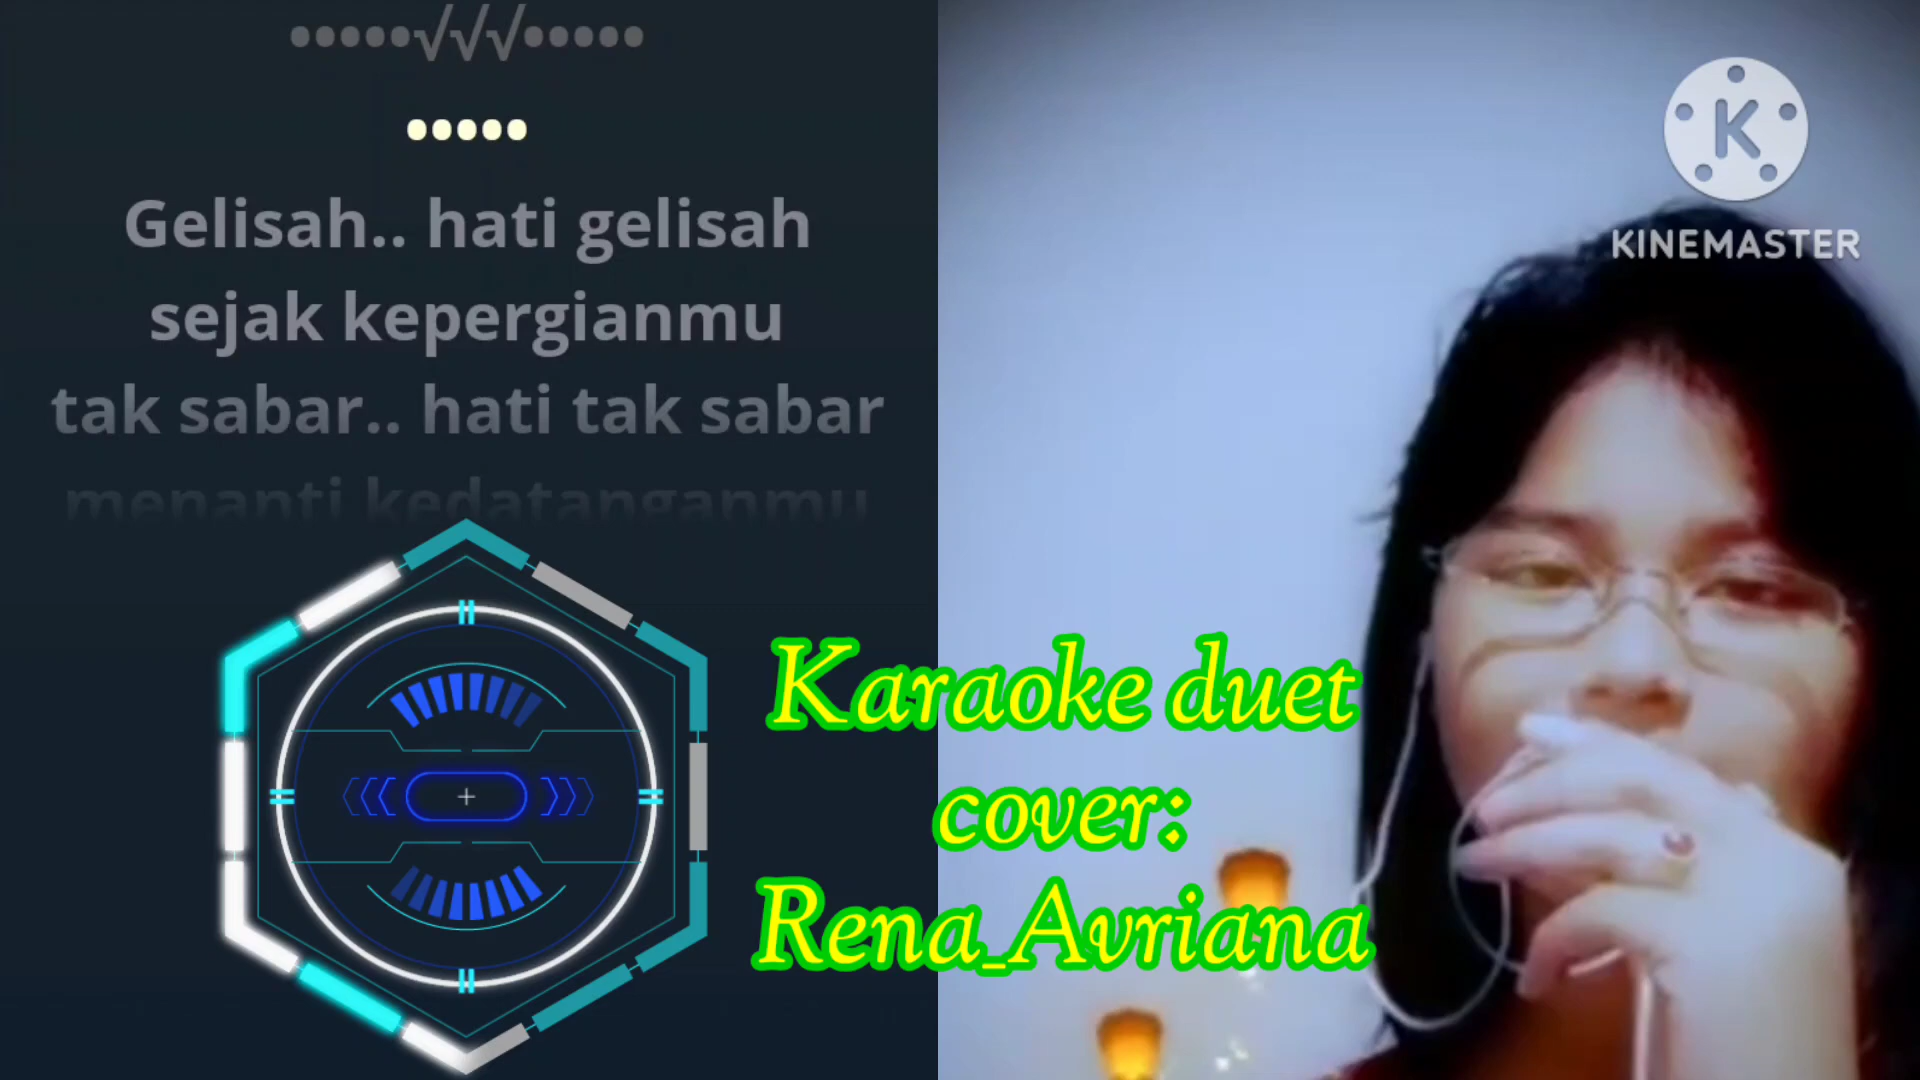 •••••√√√•••••
•••••
Gelisah.. hati gelisah
sejak kepergianmu
tak sabar.. hati tak sabar
menanti kedatanganmu
K
KINEMASTER
Karaoke duet
cover:
Rena_Avriana